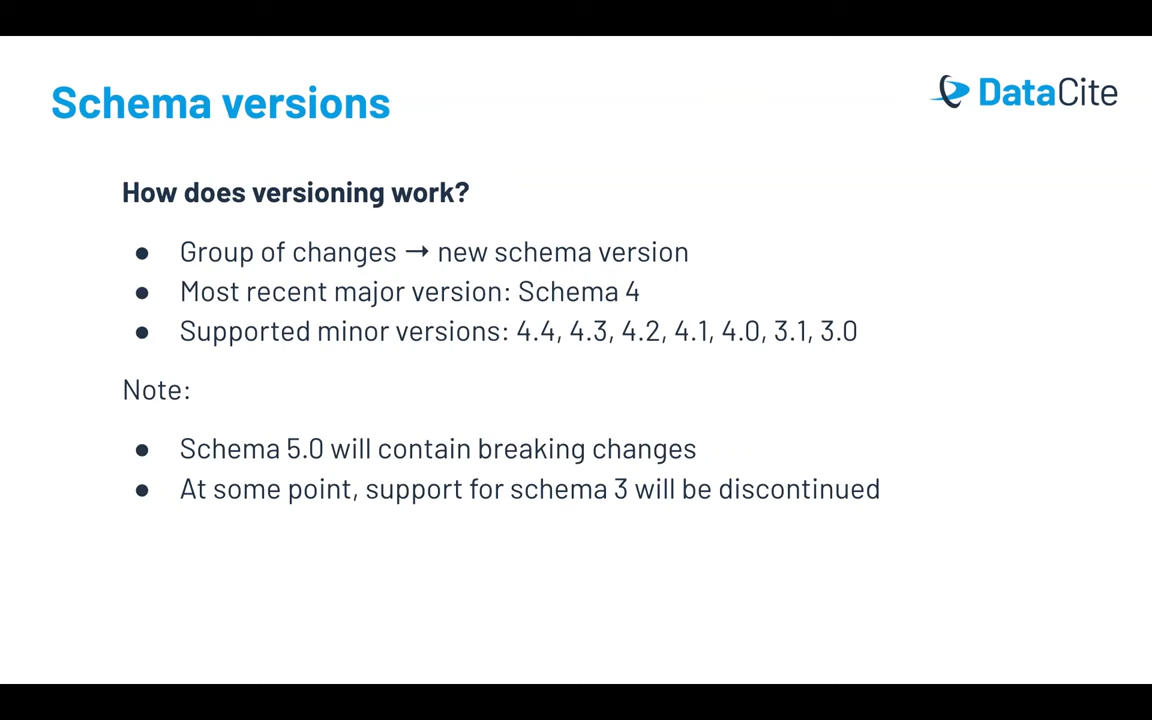 Schema versions
DataCite
How does versioning work?
● Group of changes → new schema version
● Most recent major version: Schema 4
● Supported minor versions: 4.4, 4.3, 4.2, 4.1, 4.0, 3.1, 3.0
Note:
● Schema 5.0 will contain breaking changes
● At some point, support for schema 3 will be discontinued